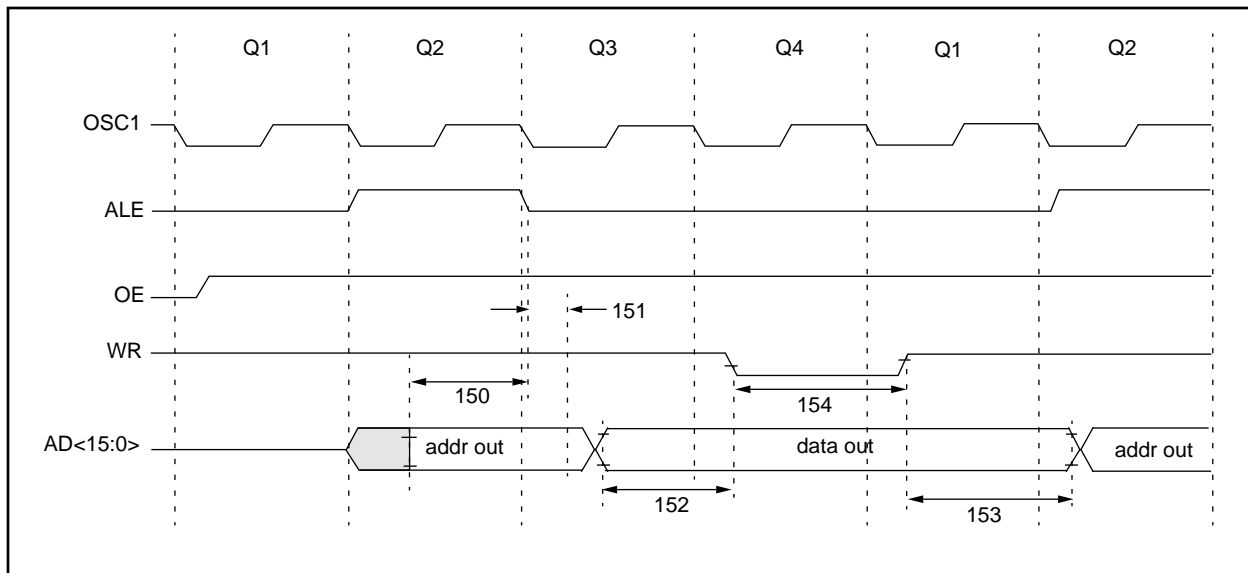 Q1 Q2 Q3 Q4 Q1 Q2
OSC1
ALE
OE
151
WR
150
154
AD<15:0>
addr out
data out
addr out
152
153